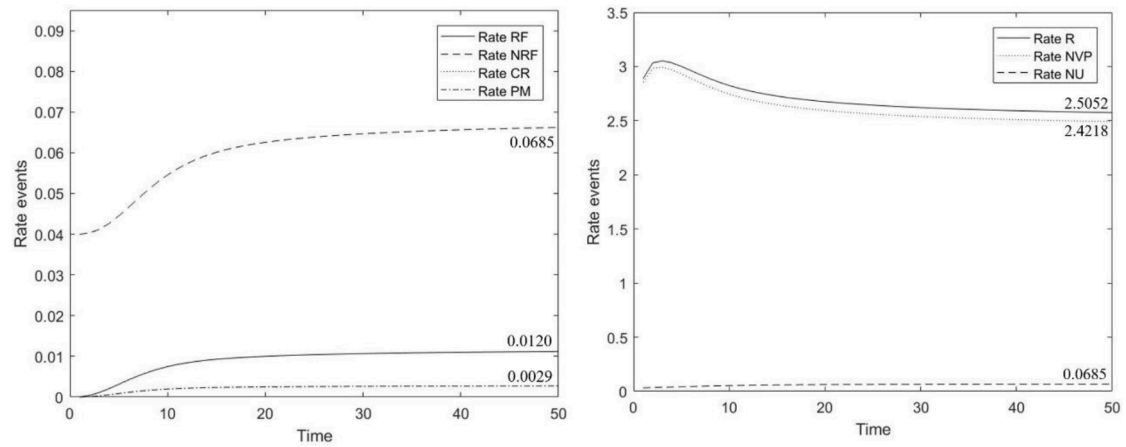 Rate events
0.09
0.08
0.07
0.06
0.05
0.04
0.03
0.02
0.01
0
Rate RF
Rate NRF
Rate CR
Rate PM
0.0685
0.0120
0.0029
0 10 20 30 40 50
Time
Rate events
3.5
3
2.5
2
1.5
1
0.5
0
Rate R
Rate NVP
Rate NU
2.5052
2.4218
0.0685
0 10 20 30 40 50
Time